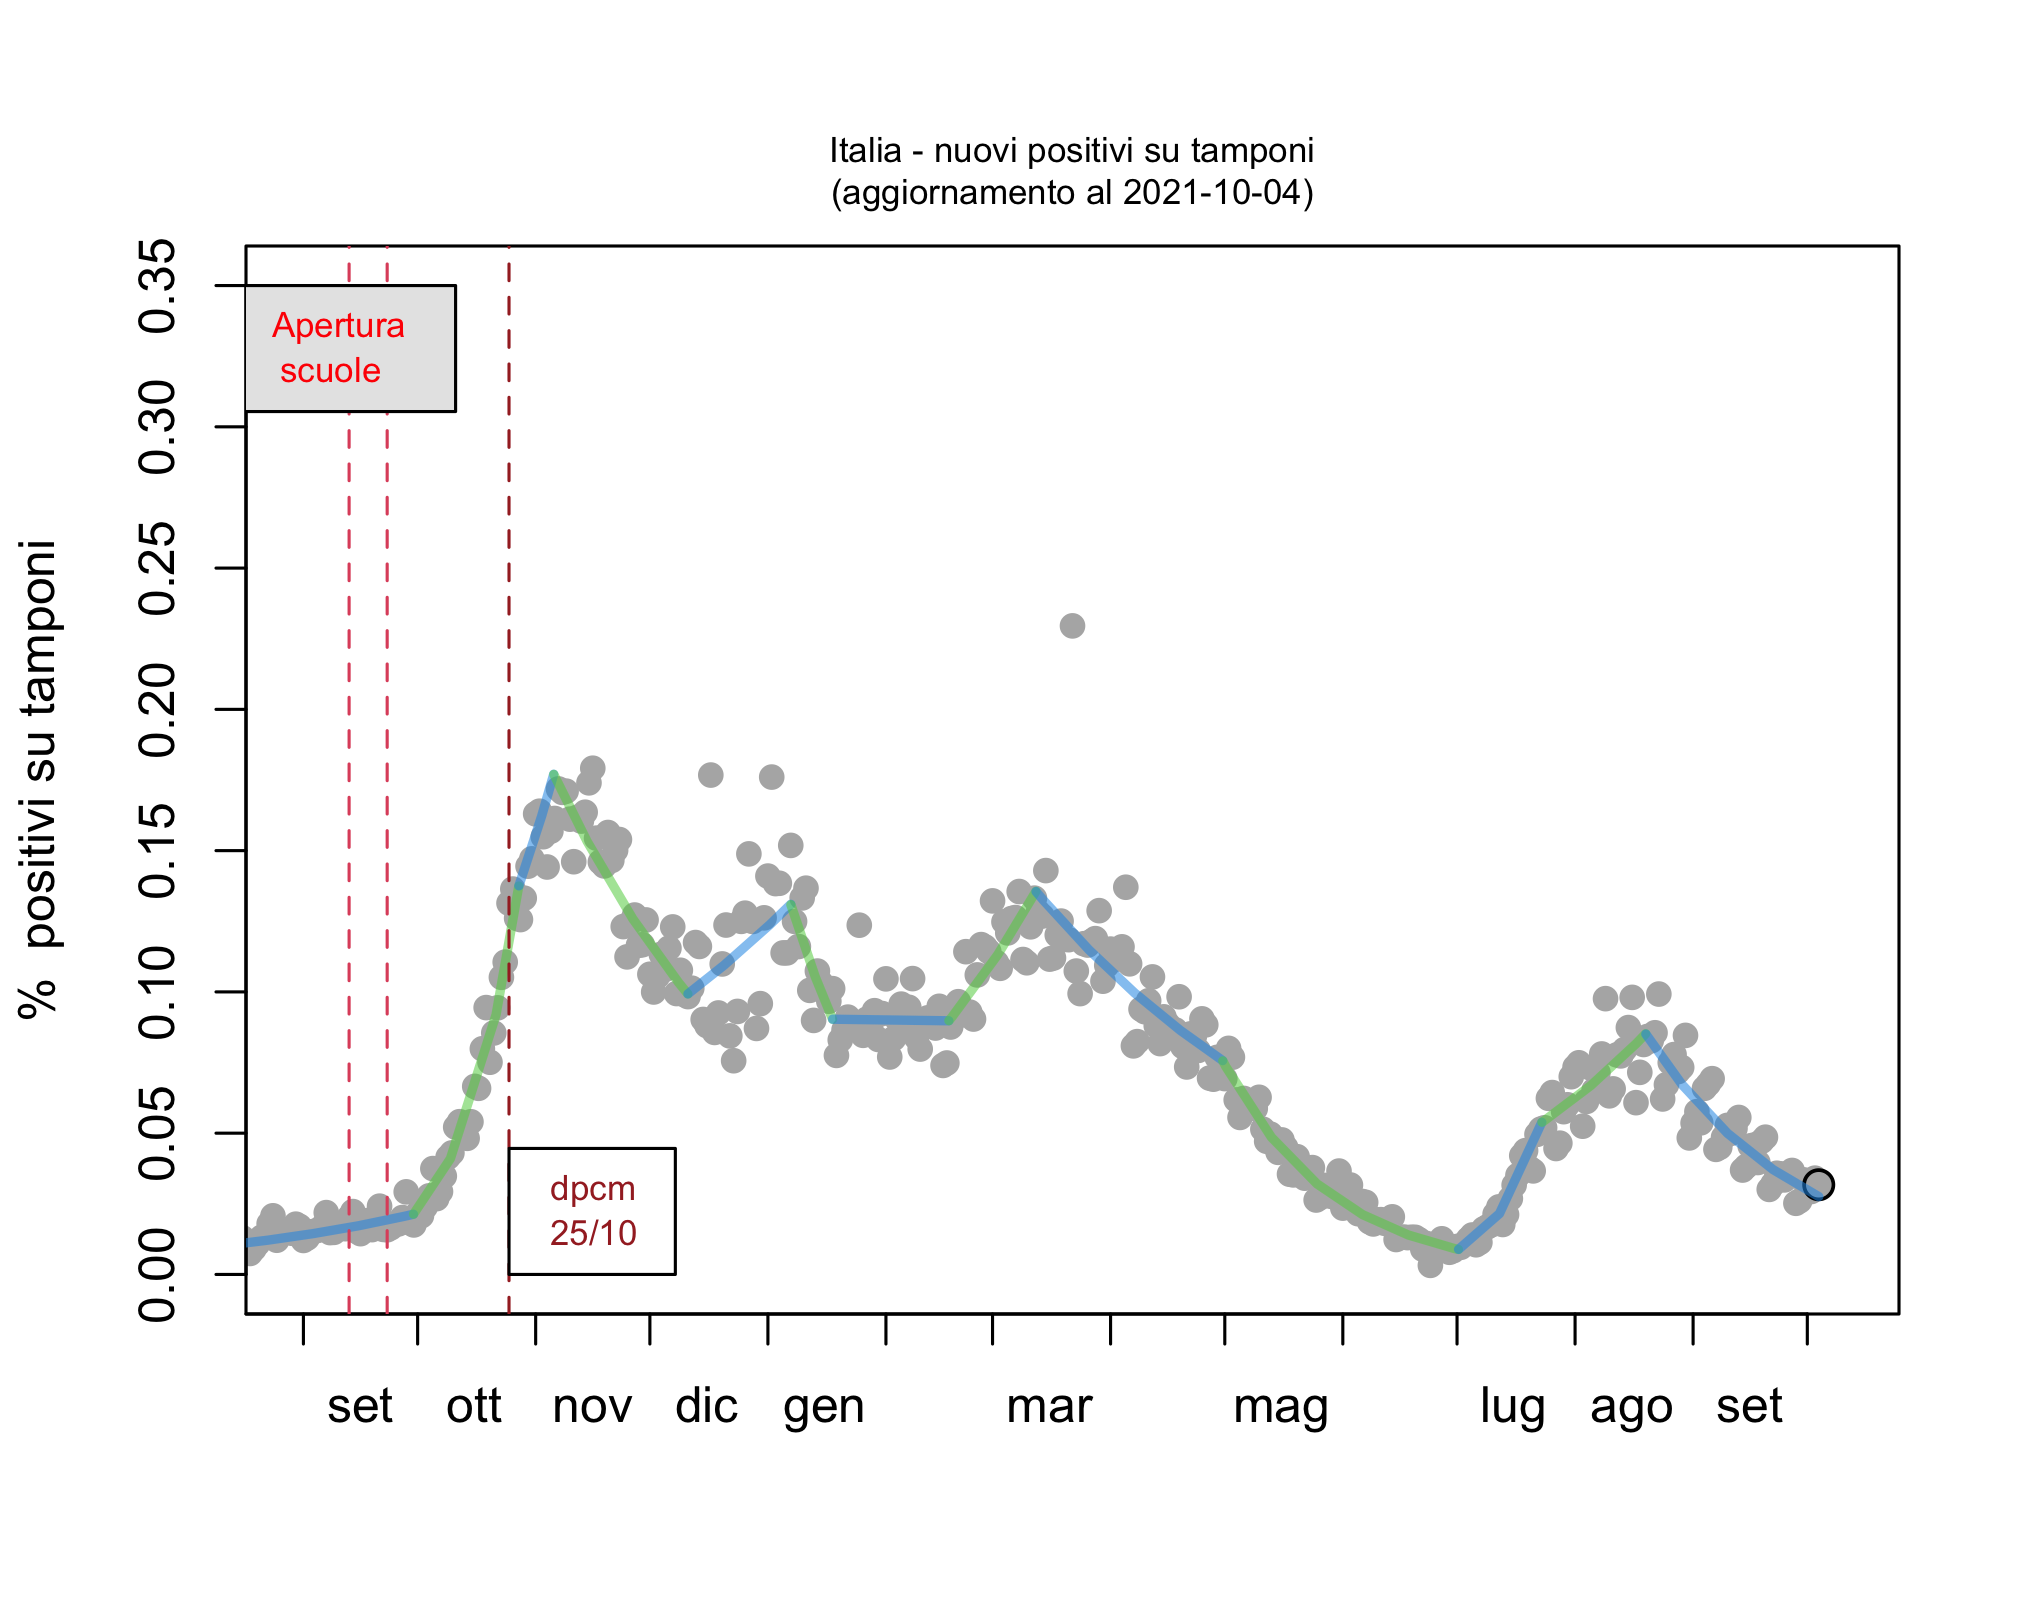 Italia - nuovi positivi su tamponi
(aggiornamento al 2021-10-04)
% positivi su tamponi
0.35
0.30
0.25
0.20
0.15
0.10
0.05
0.00
Apertura
scuole
dpcm
25/10
set ott nov dic gen mar mag lug ago set